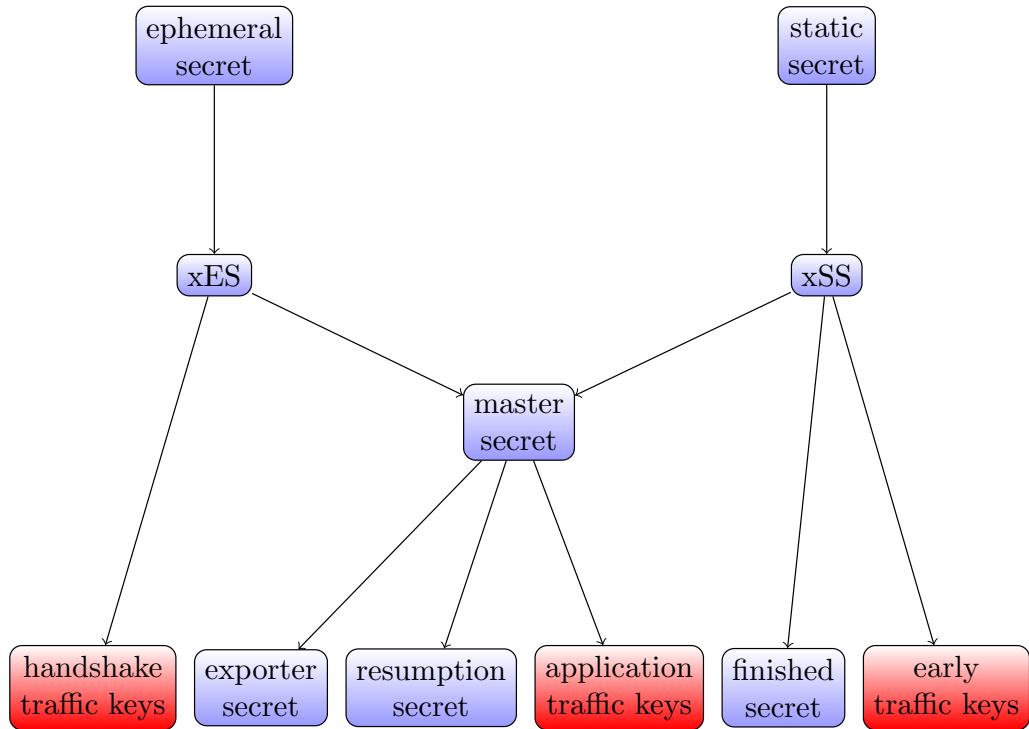 ephemeral
secret
static
secret
xES
xSS
master
secret
handshake
traffic keys
exporter
secret
resumption
secret
application
traffic keys
finished
secret
early
traffic keys